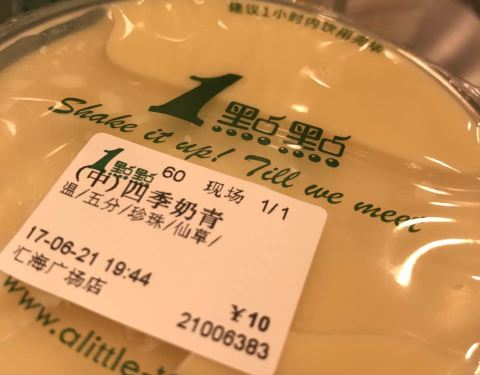 建议1小时内饮用完毕
1點點
Shake it up! Till we meet
1點點 60 现场 1/1
(中)四季奶青
温/五分/珍珠/仙草/
17-06-21 19:44
汇海广场店
¥10
21006383
www.alittle-t